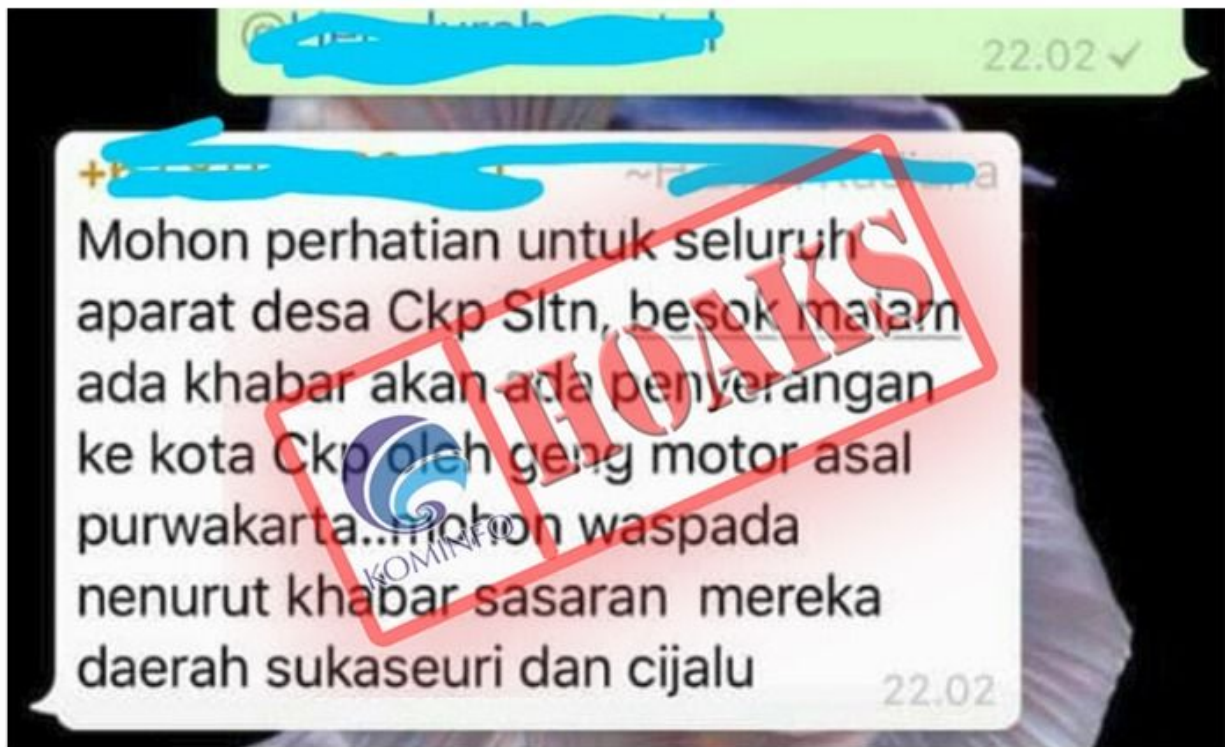 22.02
Mohon perhatian untuk seluruh
aparat desa Ckp Sltn, besok malam
ada khabar akan ada penyerangan
ke kota Ckp oleh geng motor asal
purwakarta..mohon waspada
nenurut khabar sasaran mereka
daerah sukaseuri dan cijalu
22.02
HOAKS
KOMINFO